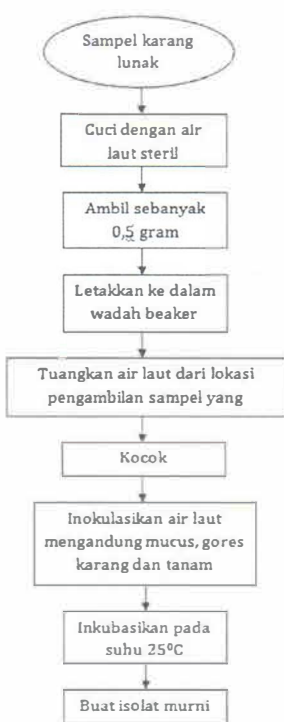 Sampel karang
lunak
Cuci dengan air
laut steril
Ambil sebanyak
0,5 gram
Letakkan ke dalam
wadah beaker
Tuangkan air laut dari lokasi
pengambilan sampel yang
Kocok
Inokulasikan air laut
mengandung mucus, gores
karang dan tanam
Inkubasikan pada
suhu 25⁰C
Buat isolat murni